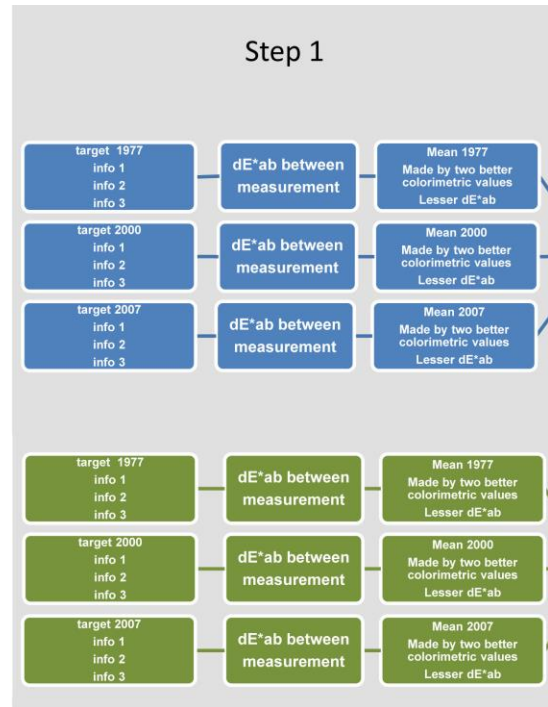 Step 1
target 1977
info 1
info 2
info 3
dE*ab between
measurement
Mean 1977
Made by two better
colorimetric values
Lesser dE*ab
target 2000
info 1
info 2
info 3
dE*ab between
measurement
Mean 2000
Made by two better
colorimetric values
Lesser dE*ab
target 2007
info 1
info 2
info 3
dE*ab between
measurement
Mean 2007
Made by two better
colorimetric values
Lesser dE*ab
target 1977
info 1
info 2
info 3
dE*ab between
measurement
Mean 1977
Made by two better
colorimetric values
Lesser dE*ab
target 2000
info 1
info 2
info 3
dE*ab between
measurement
Mean 2000
Made by two better
colorimetric values
Lesser dE*ab
target 2007
info 1
info 2
info 3
dE*ab between
measurement
Mean 2007
Made by two better
colorimetric values
Lesser dE*ab